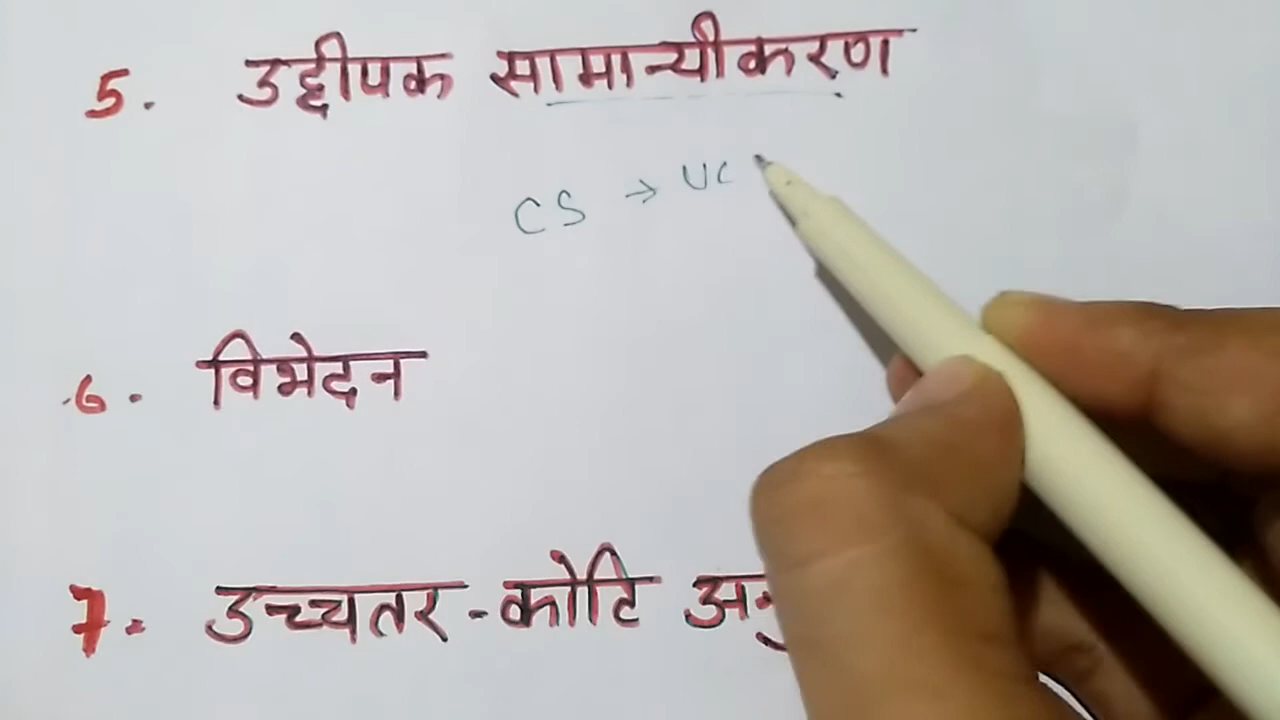 5. उद्दीपक सामान्यीकरण
CS → UC
6. विभेदन
7. उच्चतर-कोटि